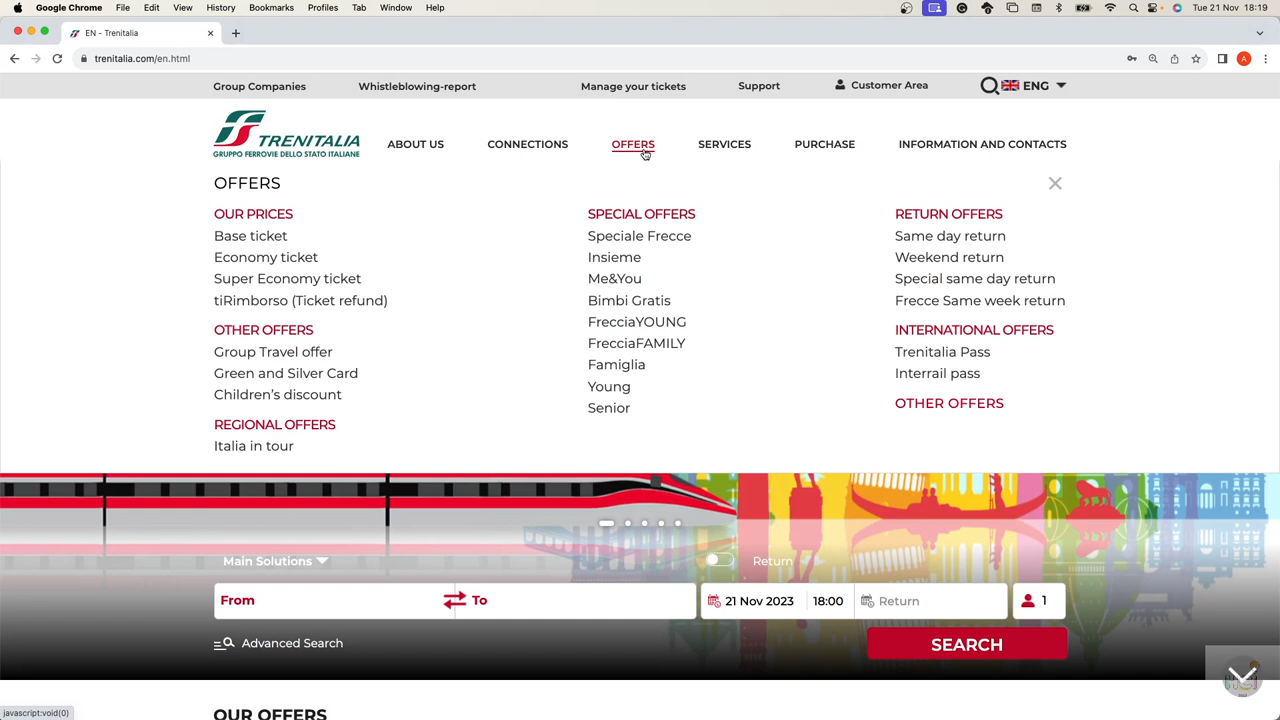 Google Chrome File Edit View History Bookmarks Profiles Tab Window Help Tue 21 Nov 18:19
EN - Trenitalia
trenitalia.com/en.html A
Group Companies Whistleblowing-report Manage your tickets Support Customer Area ENG
TRENITALIA
GRUPPO FERROVIE DELLO STATO ITALIANE
ABOUT US CONNECTIONS OFFERS SERVICES PURCHASE INFORMATION AND CONTACTS
OFFERS
OUR PRICES
Base ticket
Economy ticket
Super Economy ticket
tiRimborso (Ticket refund)
OTHER OFFERS
Group Travel offer
Green and Silver Card
Children's discount
REGIONAL OFFERS
Italia in tour
SPECIAL OFFERS
Speciale Frecce
Insieme
Me&You
Bimbi Gratis
FrecciaYOUNG
FrecciaFAMILY
Famiglia
Young
Senior
RETURN OFFERS
Same day return
Weekend return
Special same day return
Frecce Same week return
INTERNATIONAL OFFERS
Trenitalia Pass
Interrail pass
OTHER OFFERS
Main Solutions Return
From To 21 Nov 2023 18:00 Return 1
Advanced Search SEARCH
OUR OFFERS
javascript:void(0)